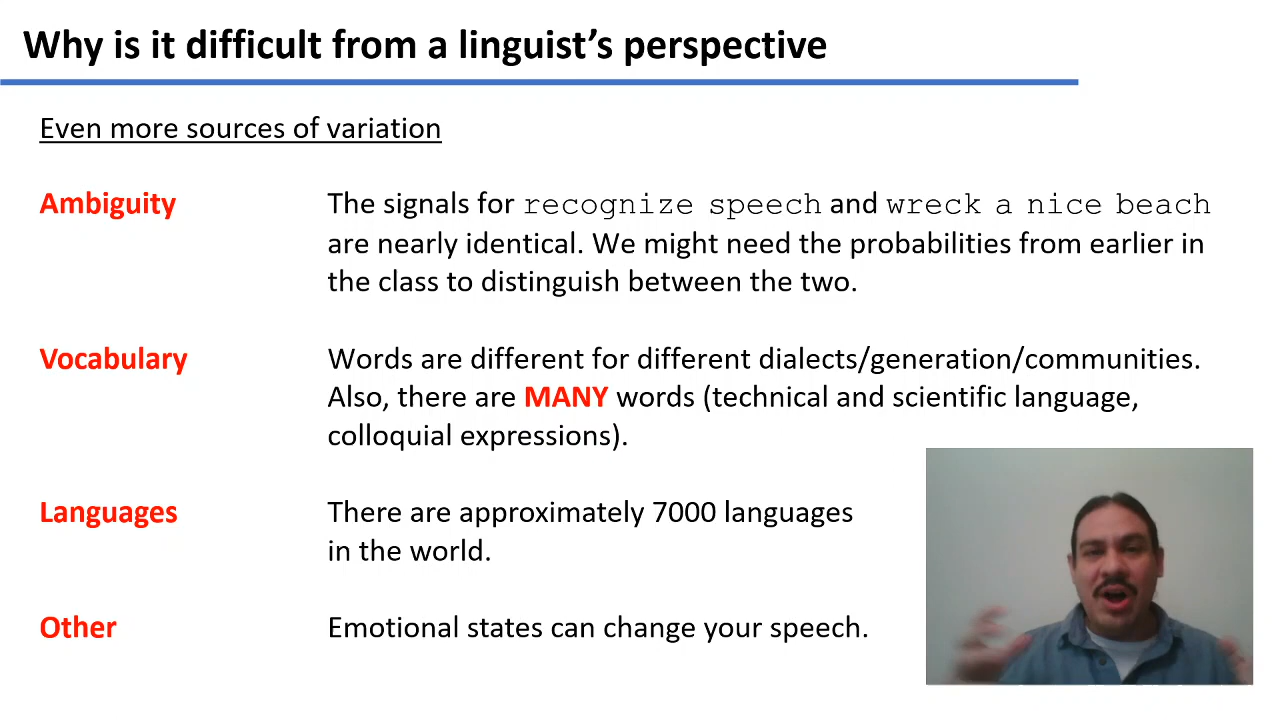 Why is it difficult from a linguist’s perspective
Even more sources of variation
Ambiguity
The signals for recognize speech and wreck a nice beach
are nearly identical. We might need the probabilities from earlier in
the class to distinguish between the two.
Vocabulary
Words are different for different dialects/generation/communities.
Also, there are MANY words (technical and scientific language,
colloquial expressions).
Languages
There are approximately 7000 languages
in the world.
Other
Emotional states can change your speech.